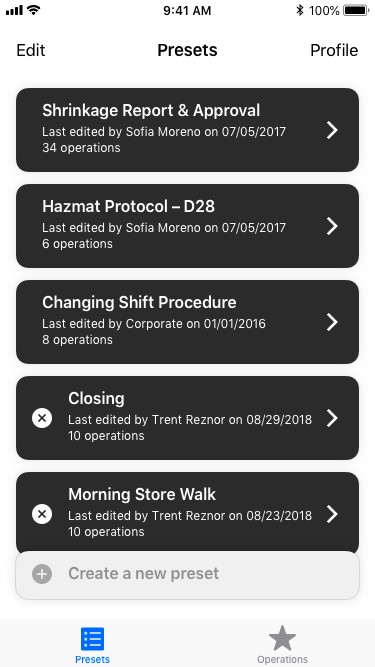 9:41 AM
100%
Edit
Presets
Profile
Shrinkage Report & Approval
Last edited by Sofia Moreno on 07/05/2017
34 operations
Hazmat Protocol – D28
Last edited by Sofia Moreno on 07/05/2017
6 operations
Changing Shift Procedure
Last edited by Corporate on 01/01/2016
8 operations
Closing
Last edited by Trent Reznor on 08/29/2018
10 operations
Morning Store Walk
Last edited by Trent Reznor on 08/23/2018
10 operations
Create a new preset
Presets
Operations